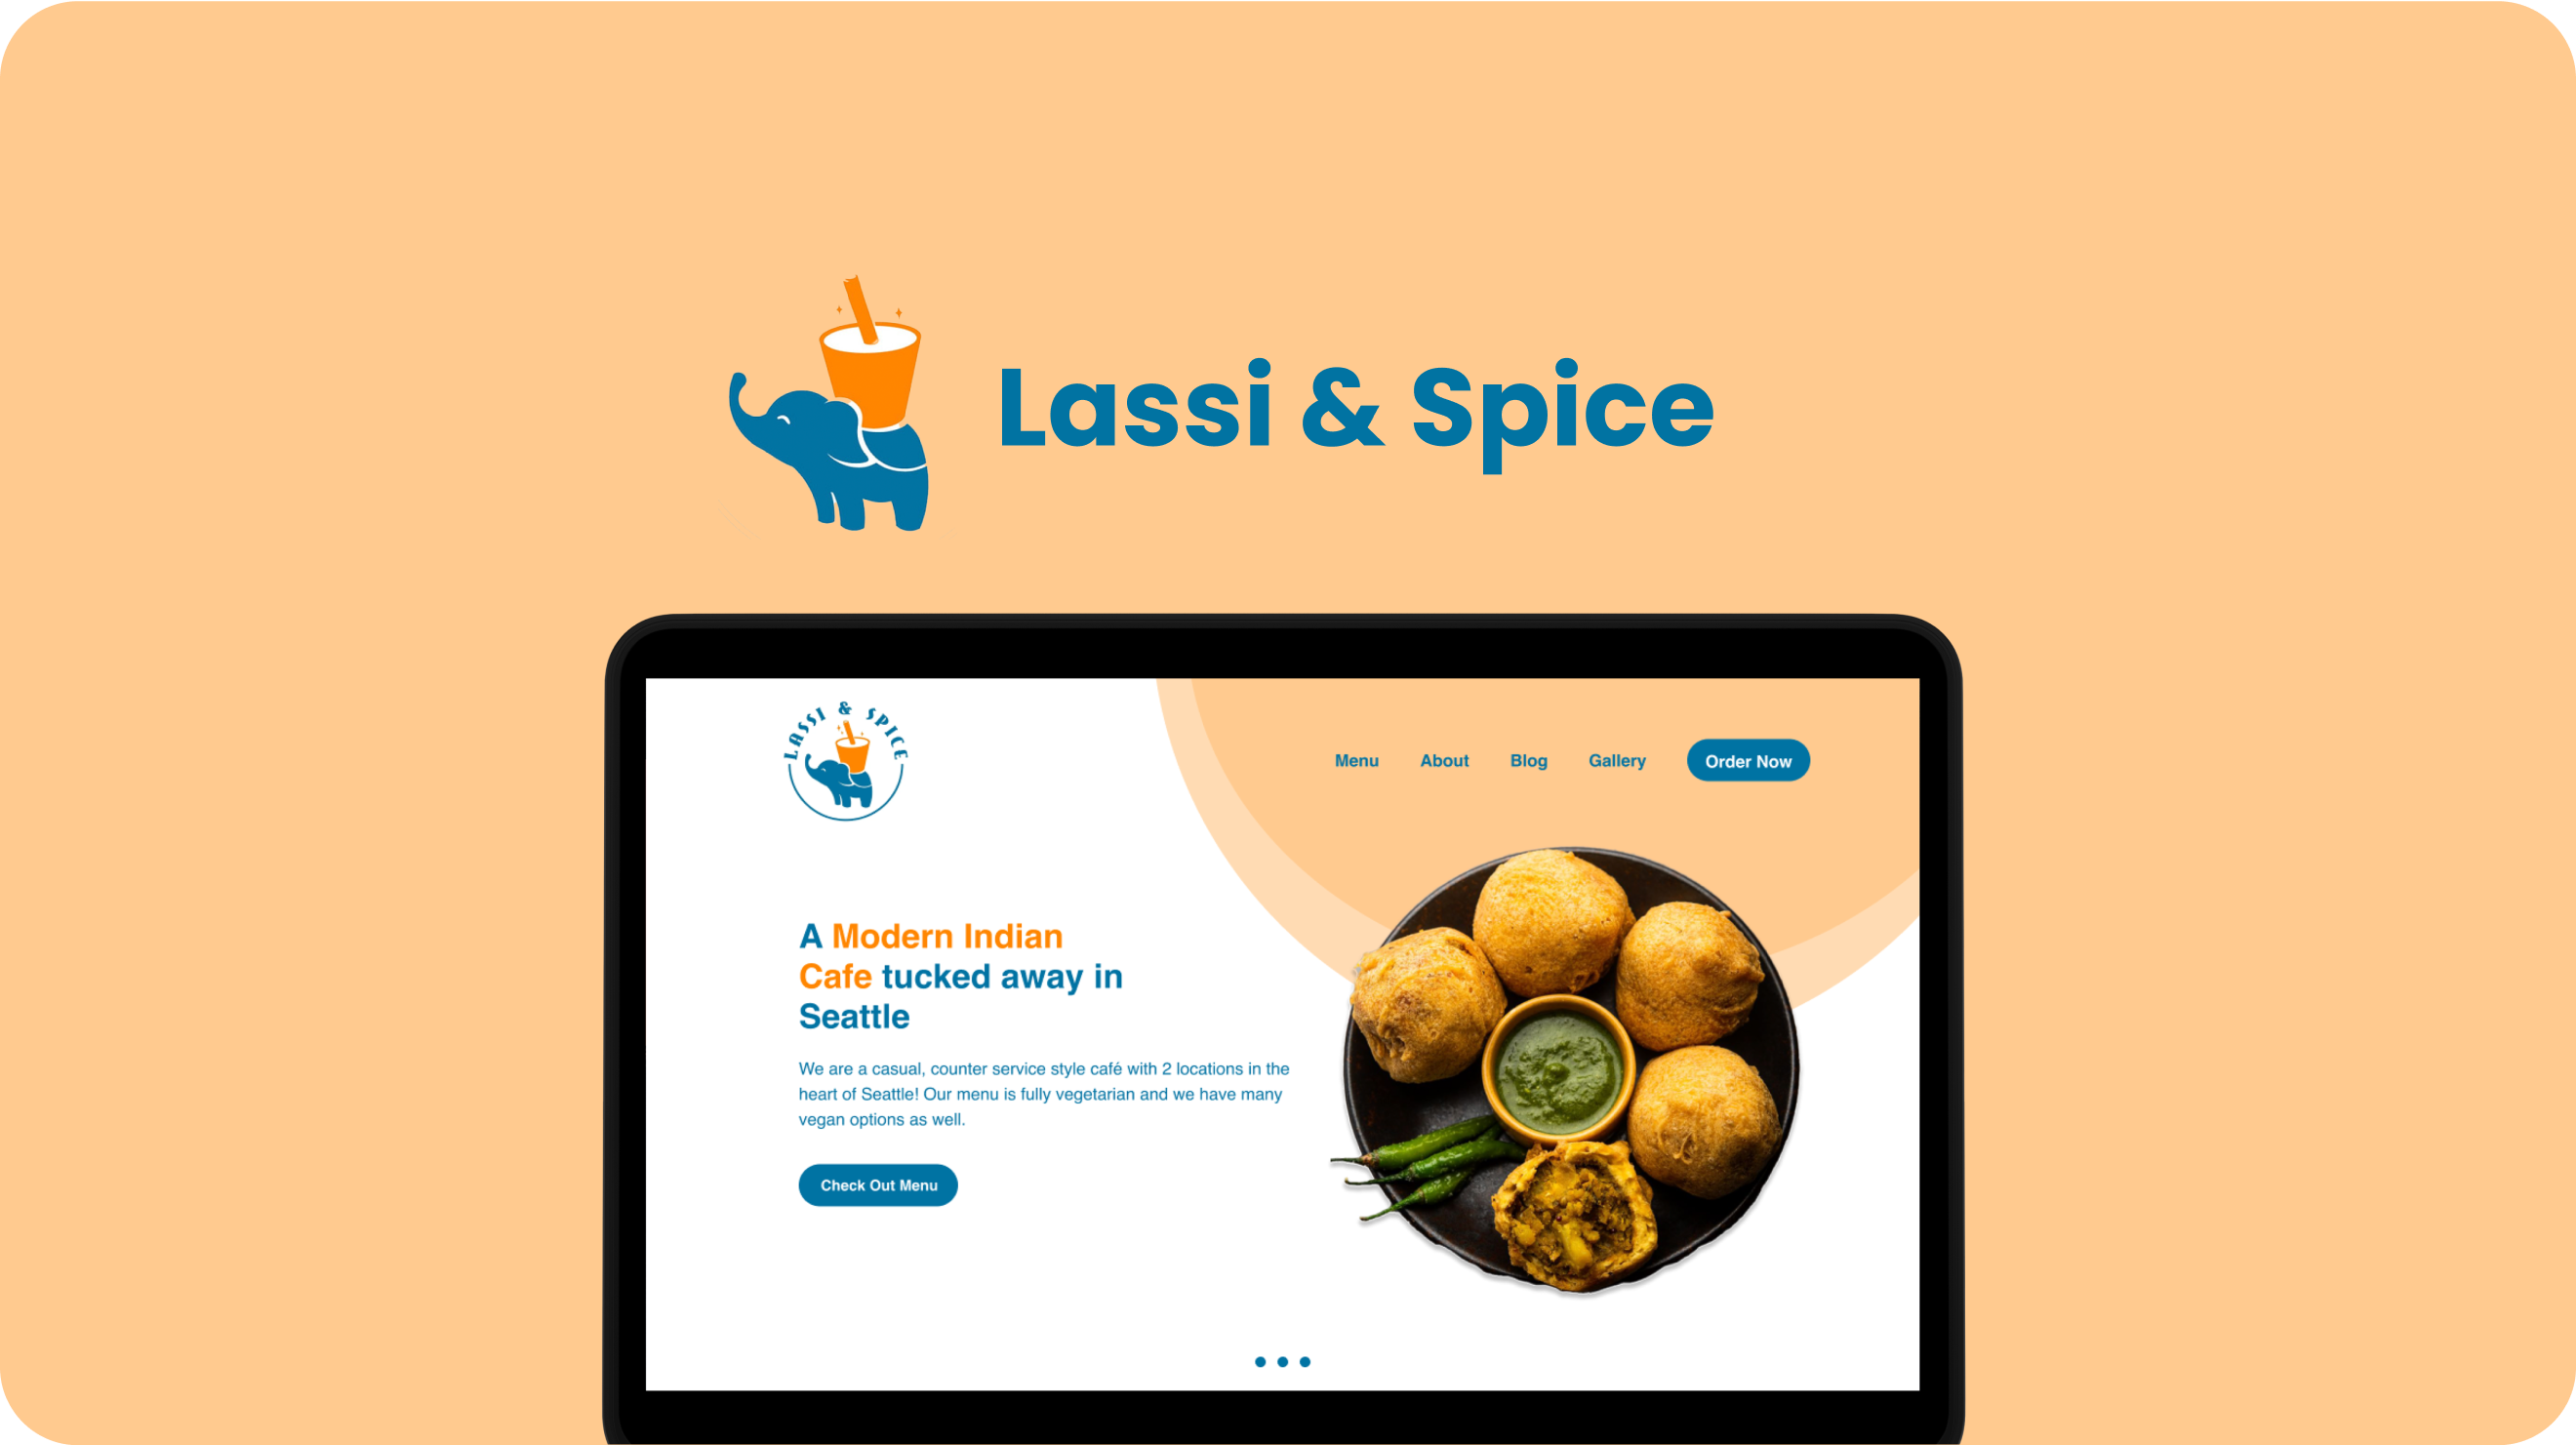 Lassi & Spice
LASSI & SPICE
Menu About Blog Gallery Order Now
A Modern Indian
Cafe tucked away in
Seattle
We are a casual, counter service style café with 2 locations in the
heart of Seattle! Our menu is fully vegetarian and we have many
vegan options as well.
Check Out Menu